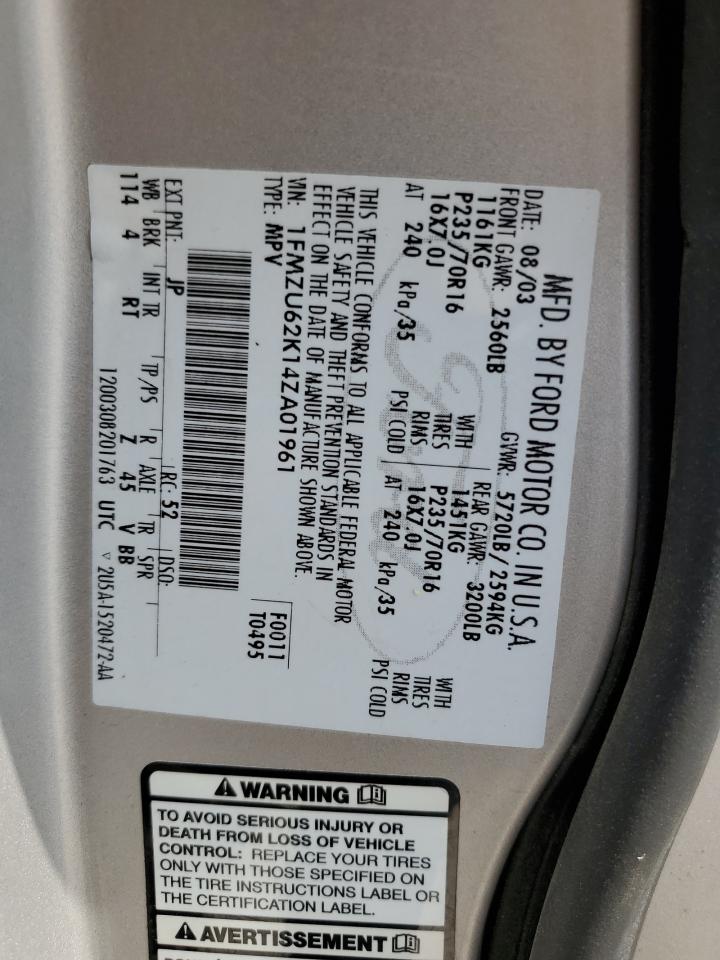 MFD. BY FORD MOTOR CO. IN U.S.A.
DATE: 08/03 GVWR: 5720LB/2594KG
FRONT GAWR: 2560LB REAR GAWR: 3200LB
1161KG WITH 1451KG WITH
P235/70R16 TIRES P235/70R16 TIRES
16X7.0J RIMS 16X7.0J RIMS
AT 240 kPa/35 PSI COLD AT 240 kPa/35 PSI COLD
THIS VEHICLE CONFORMS TO ALL APPLICABLE FEDERAL MOTOR
VEHICLE SAFETY AND THEFT PREVENTION STANDARDS IN
EFFECT ON THE DATE OF MANUFACTURE SHOWN ABOVE.
VIN: 1FMZU62K14ZA01961 F0011
TYPE: MPV T0495
EXT PNT: JP RC: 52 DSO:
WB BRK INT TR TP/PS R AXLE TR SPR
114 4 RT Z 45 V BB
1200308201763 UTC ▽ 2U5A-1520472-AA
WARNING
TO AVOID SERIOUS INJURY OR
DEATH FROM LOSS OF VEHICLE
CONTROL: REPLACE YOUR TIRES
ONLY WITH THOSE SPECIFIED ON
THE TIRE INSTRUCTIONS LABEL OR
THE CERTIFICATION LABEL.
AVERTISSEMENT